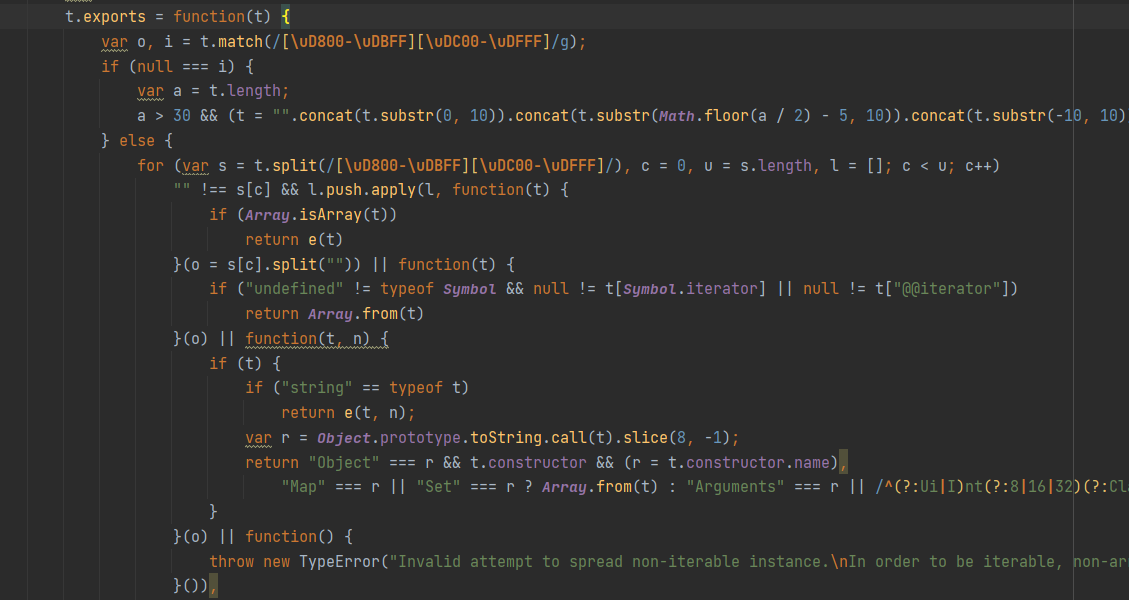 t.exports = function(t) {
var o, i = t.match(/[\uD800-\uDBFF][\uDC00-\uDFFF]/g);
if (null === i) {
var a = t.length;
a > 30 && (t = "".concat(t.substr(0, 10)).concat(t.substr(Math.floor(a / 2) - 5, 10)).concat(t.substr(-10, 10))
} else {
for (var s = t.split(/[\uD800-\uDBFF][\uDC00-\uDFFF]/), c = 0, u = s.length, l = []; c < u; c++)
"" !== s[c] && l.push.apply(l, function(t) {
if (Array.isArray(t))
return e(t)
}(o = s[c].split("")) || function(t) {
if ("undefined" != typeof Symbol && null != t[Symbol.iterator] || null != t["@@iterator"])
return Array.from(t)
}(o) || function(t, n) {
if (t) {
if ("string" == typeof t)
return e(t, n);
var r = Object.prototype.toString.call(t).slice(8, -1);
return "Object" === r && t.constructor && (r = t.constructor.name),
"Map" === r || "Set" === r ? Array.from(t) : "Arguments" === r || /^(?:Ui|I)nt(?:8|16|32)(?:Cl
}
}(o) || function() {
throw new TypeError("Invalid attempt to spread non-iterable instance.\nIn order to be iterable, non-ar
}()),